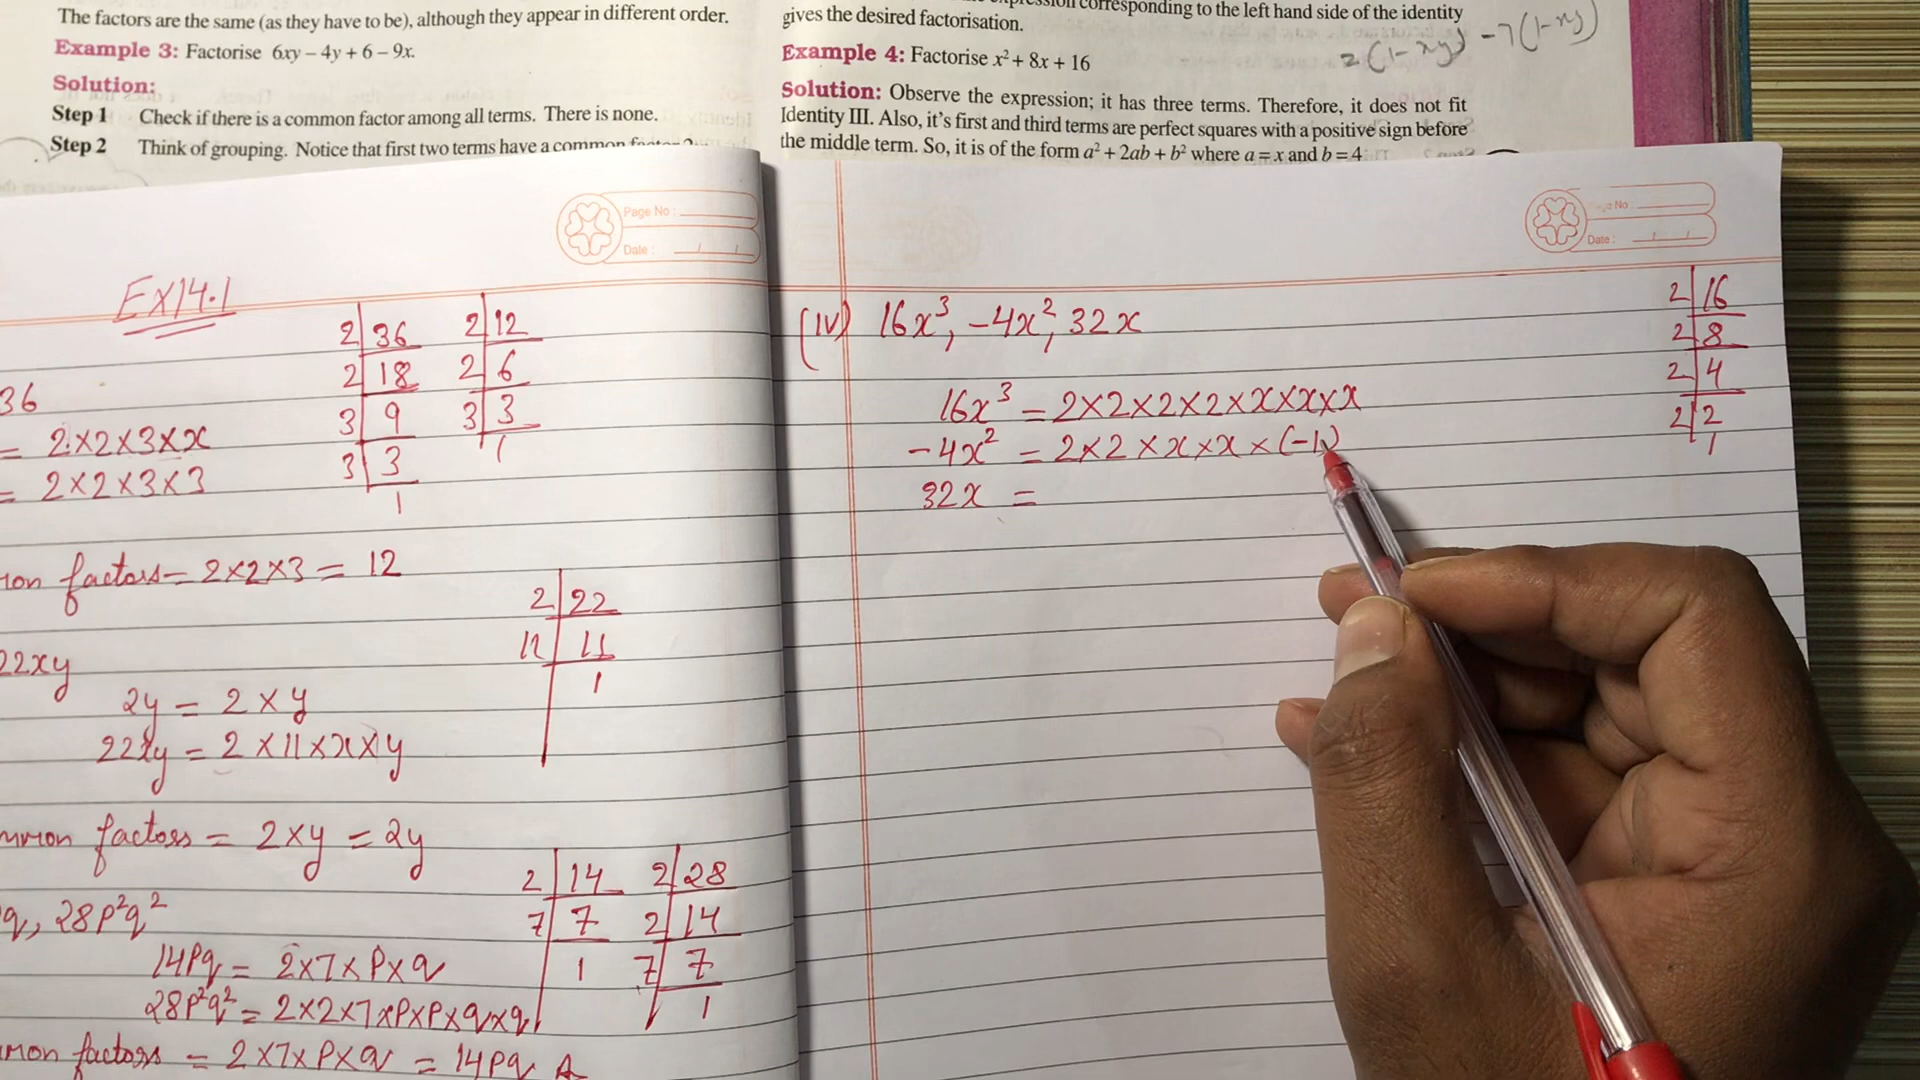 The factors are the same (as they have to be), although they appear in different order.
Example 3: Factorise 6xy – 4y + 6 – 9x.
Solution:
Step 1 Check if there is a common factor among all terms. There is none.
Step 2 Think of grouping. Notice that first two terms have a common
corresponding to the left hand side of the identity
gives the desired factorisation.
Example 4: Factorise x² + 8x + 16
Solution: Observe the expression; it has three terms. Therefore, it does not fit
Identity III. Also, it's first and third terms are perfect squares with a positive sign before
the middle term. So, it is of the form a² + 2ab + b² where a = x and b = 4
2(1-xy) -7(1-xy)
Page No :
Date :
EX14.1
2|36
2|18
3|9
3|3
1
2|12
2|6
3|3
1
36
= 2×2×3×x
= 2×2×3×3
factors = 2×2×3 = 12
2|22
11|11
1
22xy
2y = 2×y
22xy = 2×11×x×y
factors = 2×y = 2y
2|14
7|7
1
2|28
2|14
7|7
1
q, 28p²q²
14pq = 2×7×p×q
28p²q² = 2×2×7×p×p×q×q
factors = 2×7×p×q = 14pq
Page No :
Date :
(IV) 16x³, -4x², 32x
16x³ = 2×2×2×2×x×x×x
-4x² = 2×2×x×x×(-1)
32x =
2|16
2|8
2|4
2|2
1